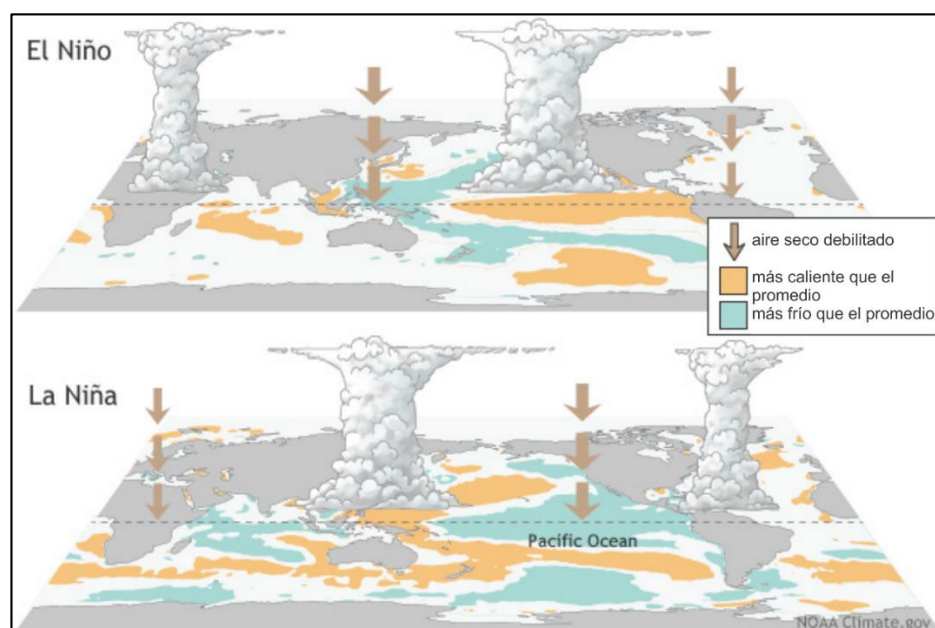 El Niño
aire seco debilitado
más caliente que el
promedio
más frío que el promedio
La Niña
Pacific Ocean
NOAA Climate.gov